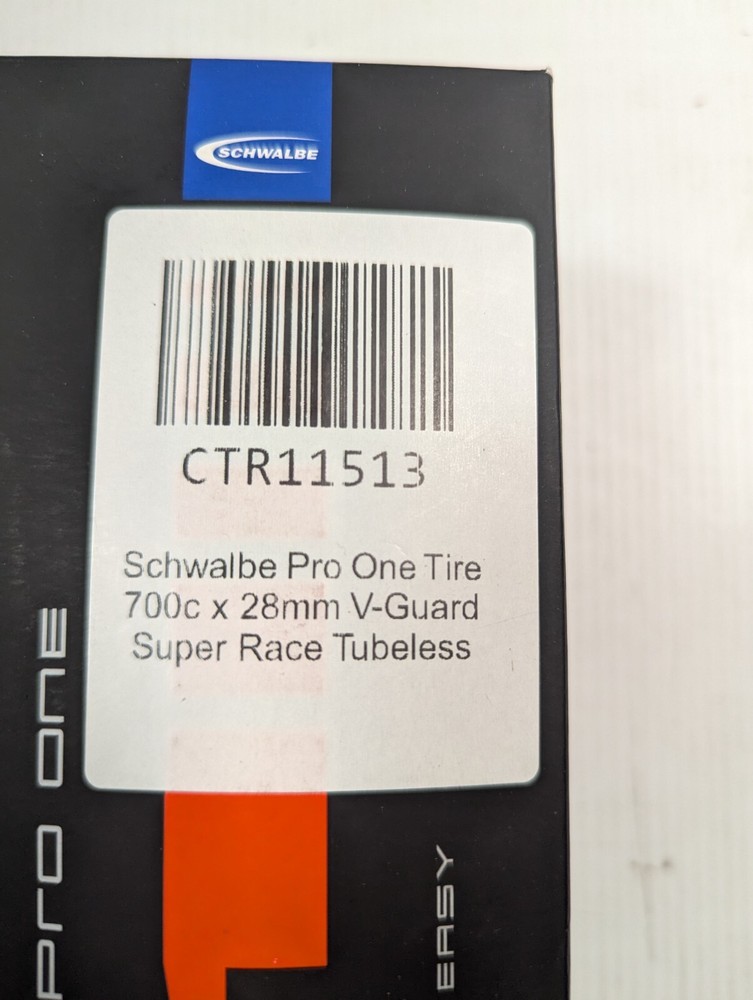 SCHWALBE
CTR11513
Schwalbe Pro One Tire
700c x 28mm V-Guard
Super Race Tubeless
PRO ONE
EASY